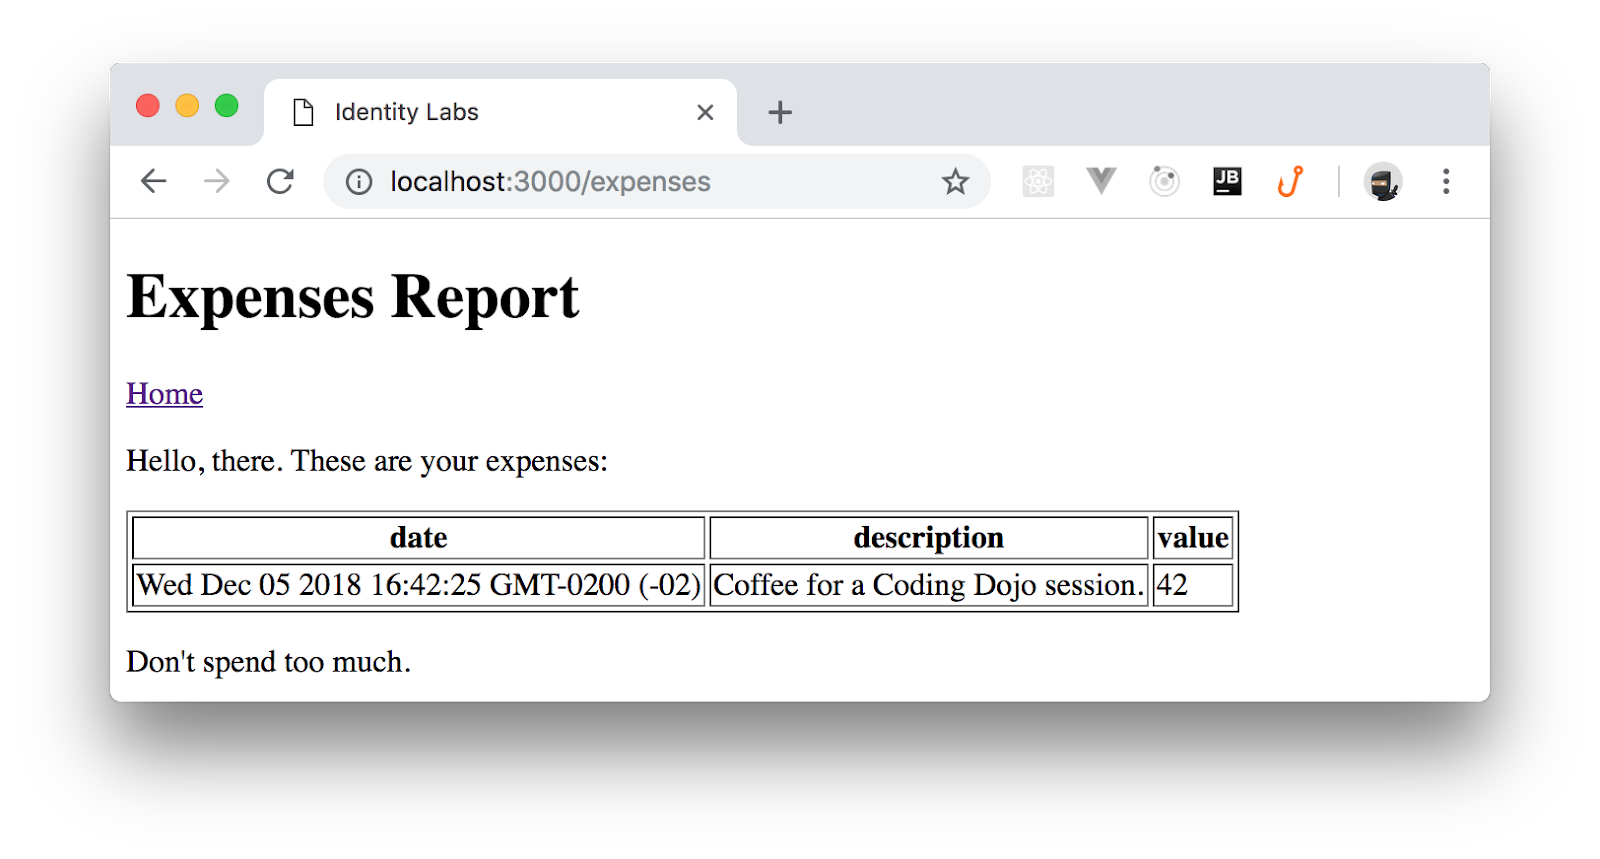 Identity Labs
localhost:3000/expenses
JB
Expenses Report
Home
Hello, there. These are your expenses:
date description value
Wed Dec 05 2018 16:42:25 GMT-0200 (-02) Coffee for a Coding Dojo session. 42
Don't spend too much.